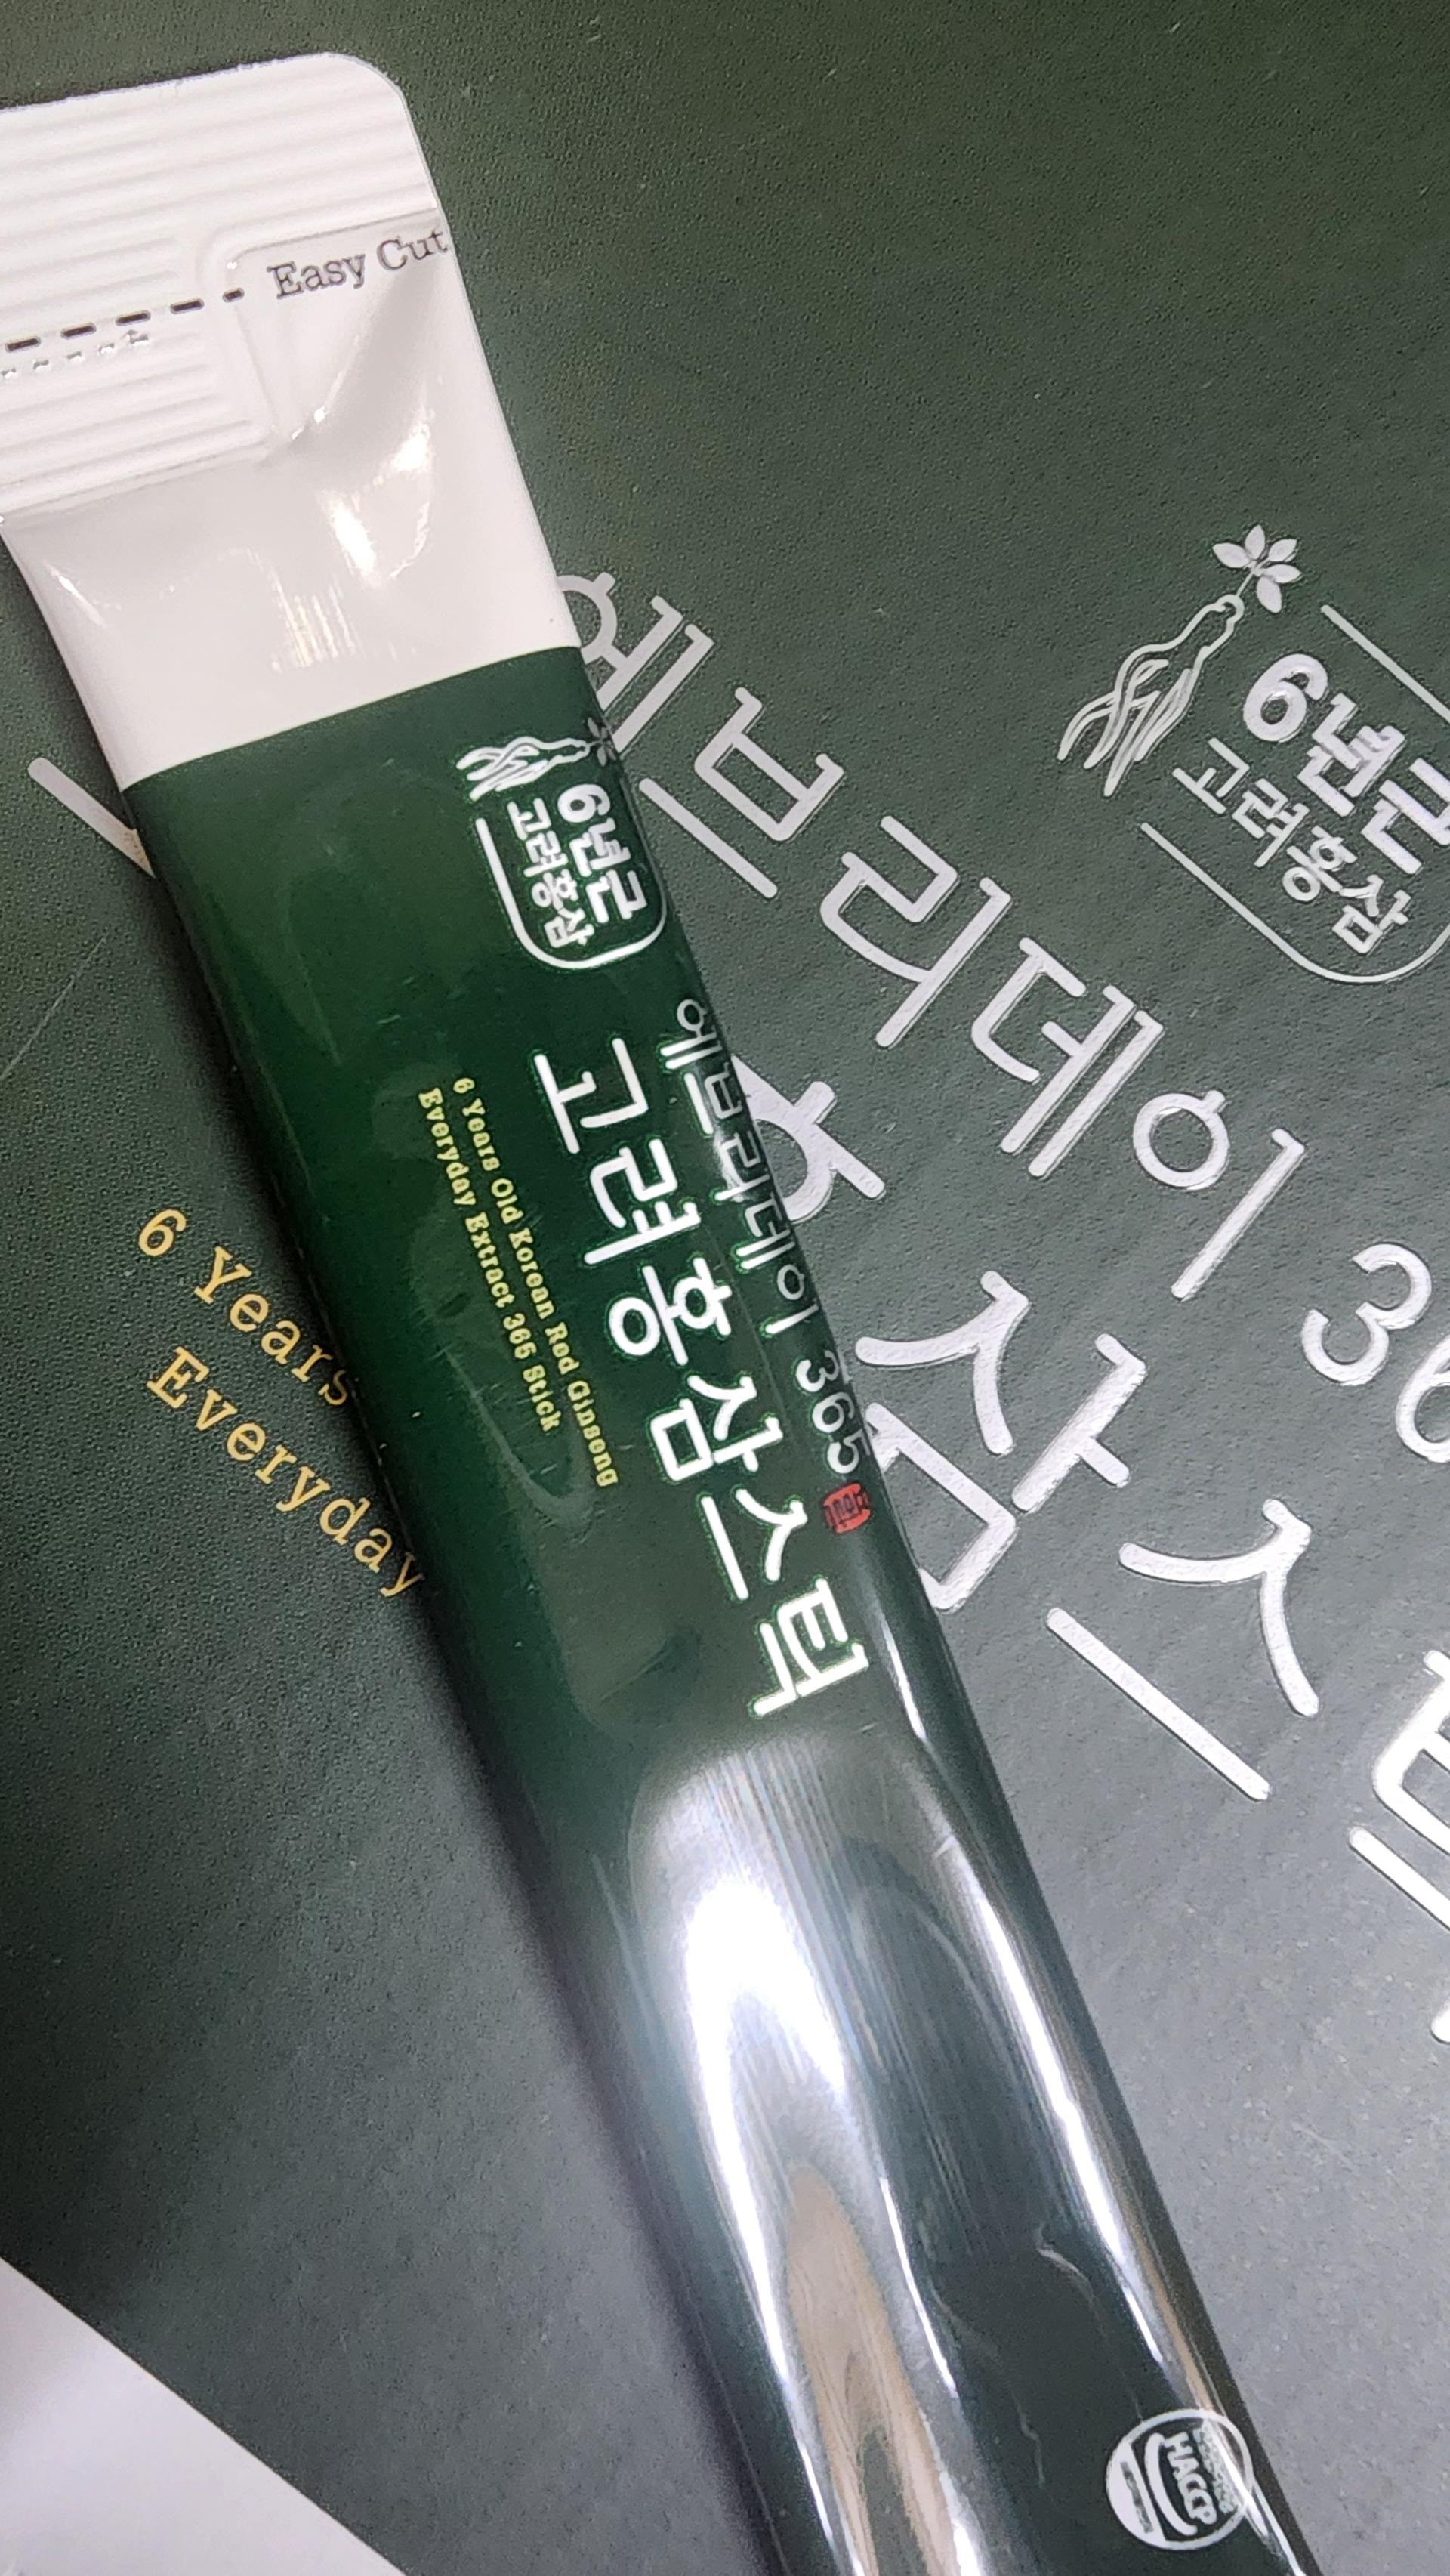 Easy Cut
6년근
고려홍삼
에브리데이 365
고려홍삼스틱
6 Years Old Korean Red Ginseng
Everyday Extract 365 Stick
HACCP
6년근
고려홍삼
에브리데이 36
홍삼스틱
6 Years
Everyday